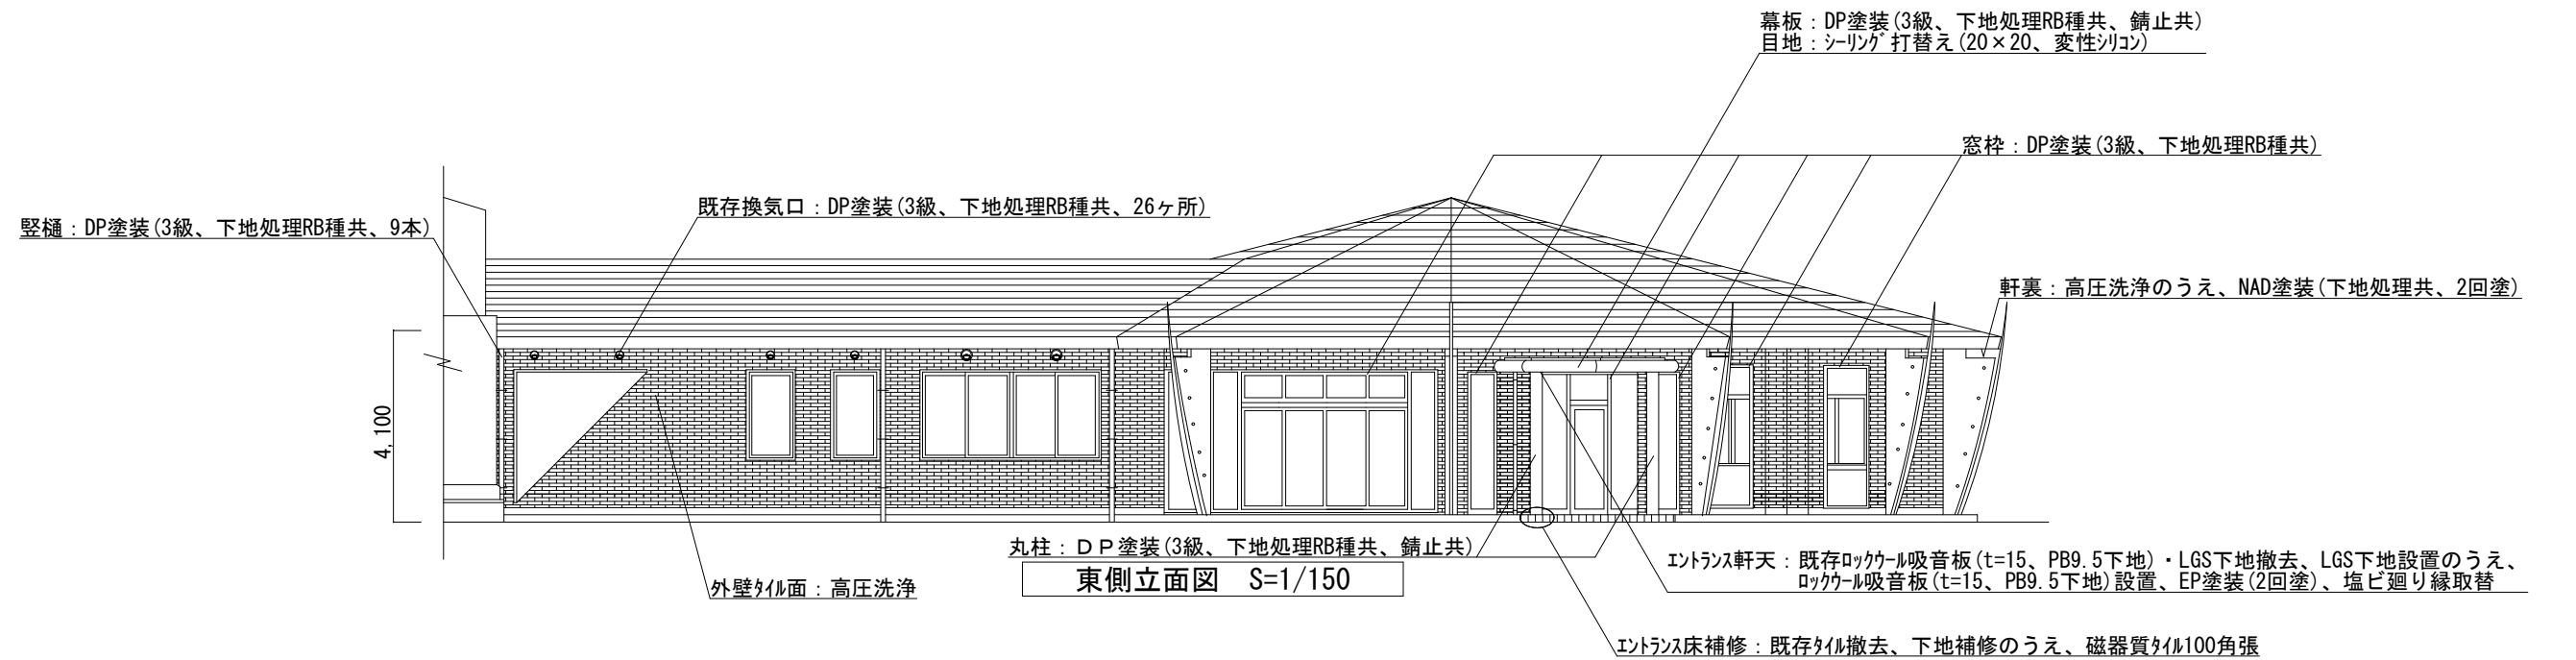 幕板：DP塗装(3級、下地処理RB種共、錆止共)
目地：ｼｰﾘﾝｸﾞ打替え(20×20、変性ｼﾘｺﾝ)
窓枠：DP塗装(3級、下地処理RB種共)
既存換気口：DP塗装(3級、下地処理RB種共、26ヶ所)
竪樋：DP塗装(3級、下地処理RB種共、9本)
軒裏：高圧洗浄のうえ、NAD塗装(下地処理共、2回塗)
4,100
丸柱：ＤＰ塗装(3級、下地処理RB種共、錆止共)
東側立面図　S=1/150
外壁ﾀｲﾙ面：高圧洗浄
ｴﾝﾄﾗﾝｽ軒天：既存ﾛｯｸｳｰﾙ吸音板(t=15、PB9.5下地)・LGS下地撤去、LGS下地設置のうえ、
ﾛｯｸｳｰﾙ吸音板(t=15、PB9.5下地)設置、EP塗装(2回塗)、塩ビ廻り縁取替
ｴﾝﾄﾗﾝｽ床補修：既存ﾀｲﾙ撤去、下地補修のうえ、磁器質ﾀｲﾙ100角張